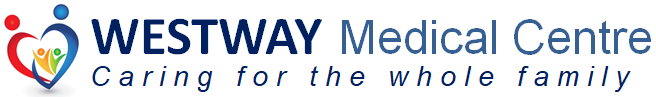 WESTWAY Medical Centre
Caring for the whole family